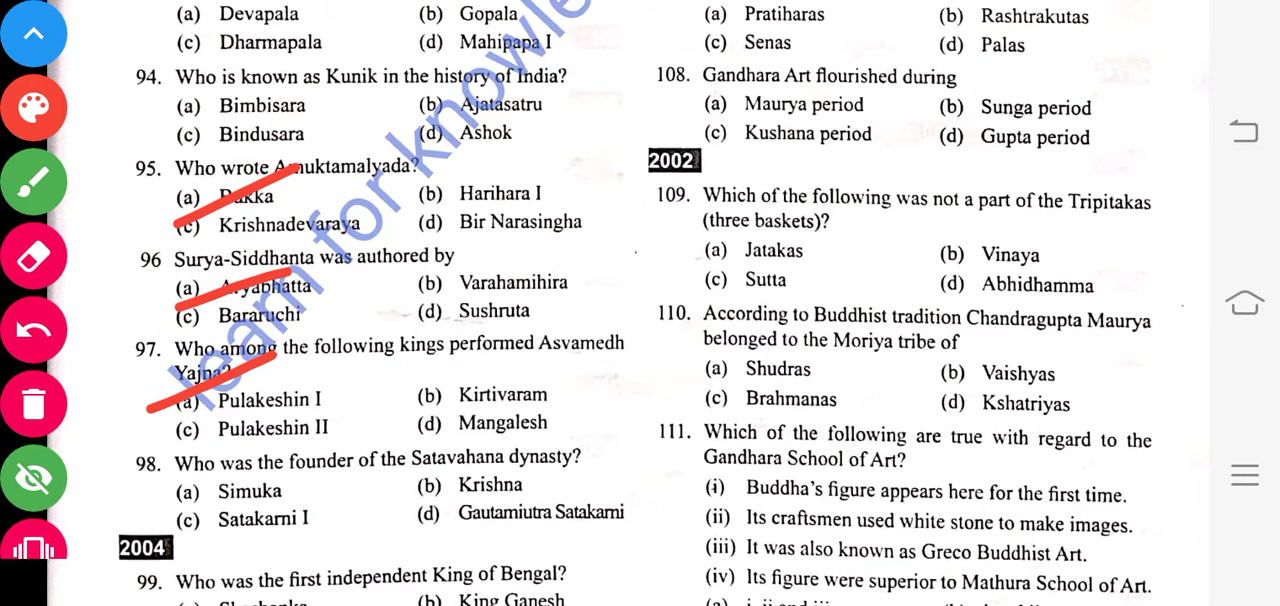 (a) Devapala (b) Gopala
(c) Dharmapala (d) Mahipapa I
94. Who is known as Kunik in the history of India?
(a) Bimbisara (b) Ajatasatru
(c) Bindusara (d) Ashok
95. Who wrote Amuktamalyada?
(a) Bukka (b) Harihara I
(c) Krishnadevaraya (d) Bir Narasingha
96 Surya-Siddhanta was authored by
(a) Aryabhatta (b) Varahamihira
(c) Bararuchi (d) Sushruta
97. Who among the following kings performed Asvamedh
Yajna?
(a) Pulakeshin I (b) Kirtivaram
(c) Pulakeshin II (d) Mangalesh
98. Who was the founder of the Satavahana dynasty?
(a) Simuka (b) Krishna
(c) Satakarni I (d) Gautamiutra Satakarni
2004
99. Who was the first independent King of Bengal?
(b) King Ganesh
(a) Pratiharas (b) Rashtrakutas
(c) Senas (d) Palas
108. Gandhara Art flourished during
(a) Maurya period (b) Sunga period
(c) Kushana period (d) Gupta period
2002
109. Which of the following was not a part of the Tripitakas
(three baskets)?
(a) Jatakas (b) Vinaya
(c) Sutta (d) Abhidhamma
110. According to Buddhist tradition Chandragupta Maurya
belonged to the Moriya tribe of
(a) Shudras (b) Vaishyas
(c) Brahmanas (d) Kshatriyas
111. Which of the following are true with regard to the
Gandhara School of Art?
(i) Buddha's figure appears here for the first time.
(ii) Its craftsmen used white stone to make images.
(iii) It was also known as Greco Buddhist Art.
(iv) Its figure were superior to Mathura School of Art.
learn for knowle